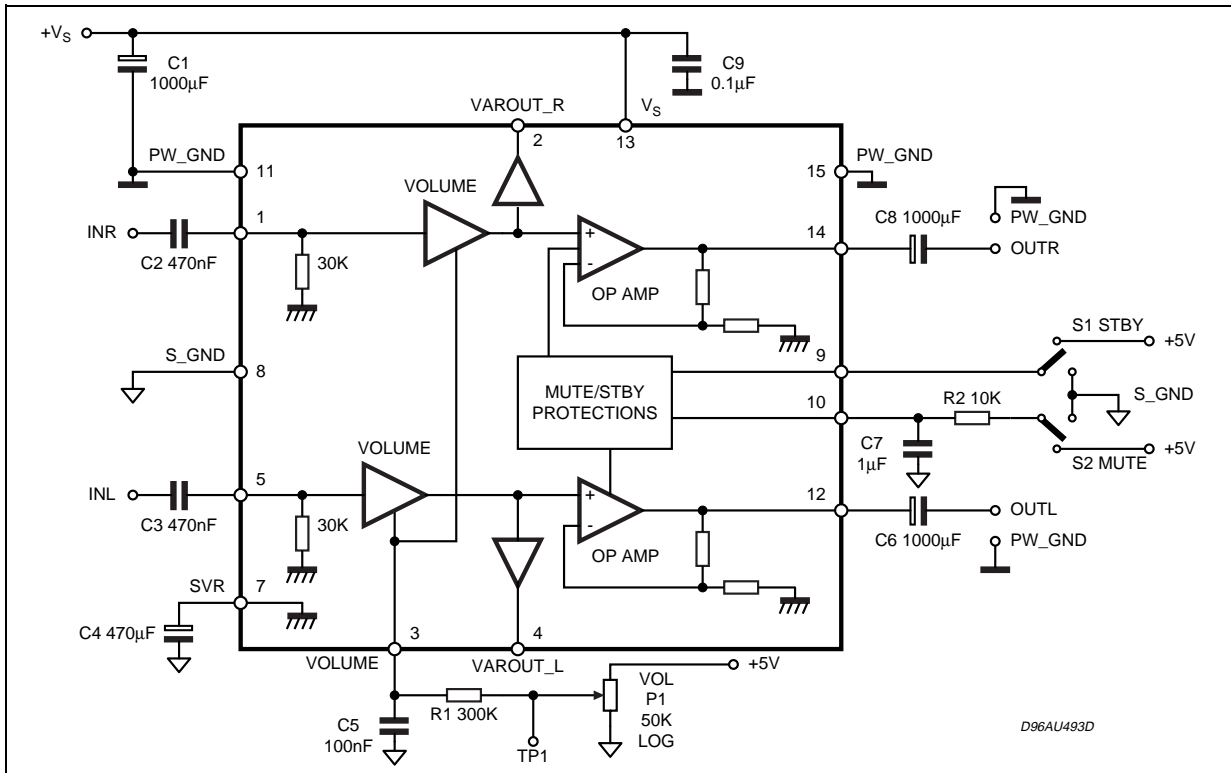 +VS
C1
1000µF
C9
0.1µF
VAROUT_R
VS
2
13
PW_GND
11
15
PW_GND
VOLUME
C8 1000µF
PW_GND
INR
1
14
OUTR
C2 470nF
30K
+
-
OP AMP
S1 STBY
+5V
S_GND
8
9
MUTE/STBY
PROTECTIONS
S_GND
10
R2 10K
VOLUME
C7
1µF
S2 MUTE
+5V
INL
5
12
OUTL
C3 470nF
30K
+
-
OP AMP
C6 1000µF
PW_GND
SVR
7
C4 470µF
3
4
VOLUME
VAROUT_L
+5V
VOL
P1
50K
LOG
R1 300K
C5
100nF
TP1
D96AU493D